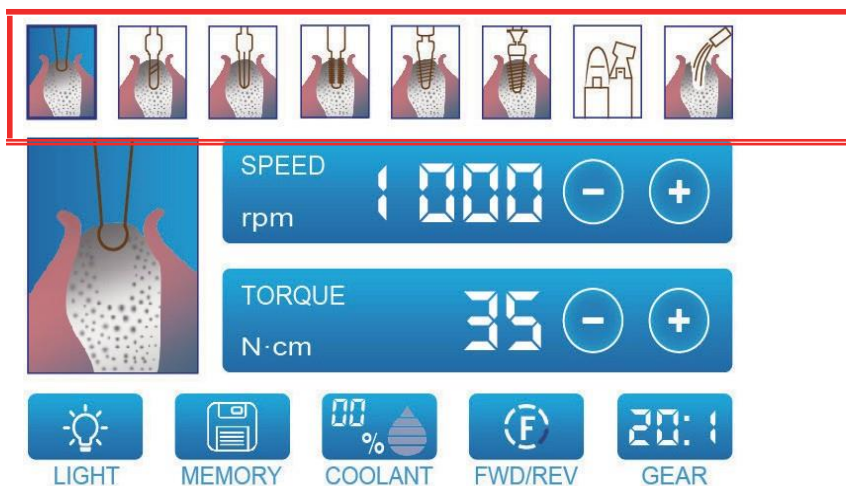 SPEED
rpm
1000
-
+
TORQUE
N·cm
35
-
+
00
%
F
20:1
LIGHT
MEMORY
COOLANT
FWD/REV
GEAR